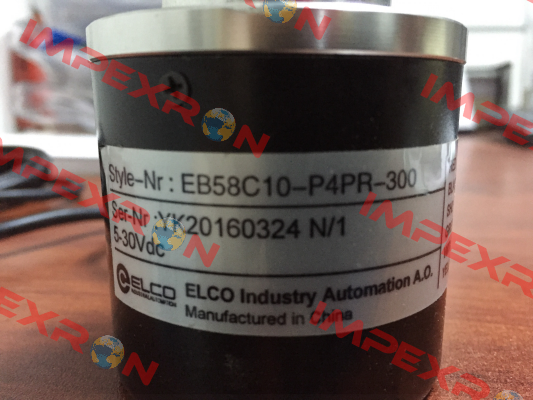 Style-Nr : EB58C10-P4PR-300
Ser-Nr :YK20160324 N/1
5-30Vdc
ELCO
ELCO Industry Automation A.O.
Manufactured in China
IMPEXRON
IMPEXRON
IMPEXRON
IMPEXRON